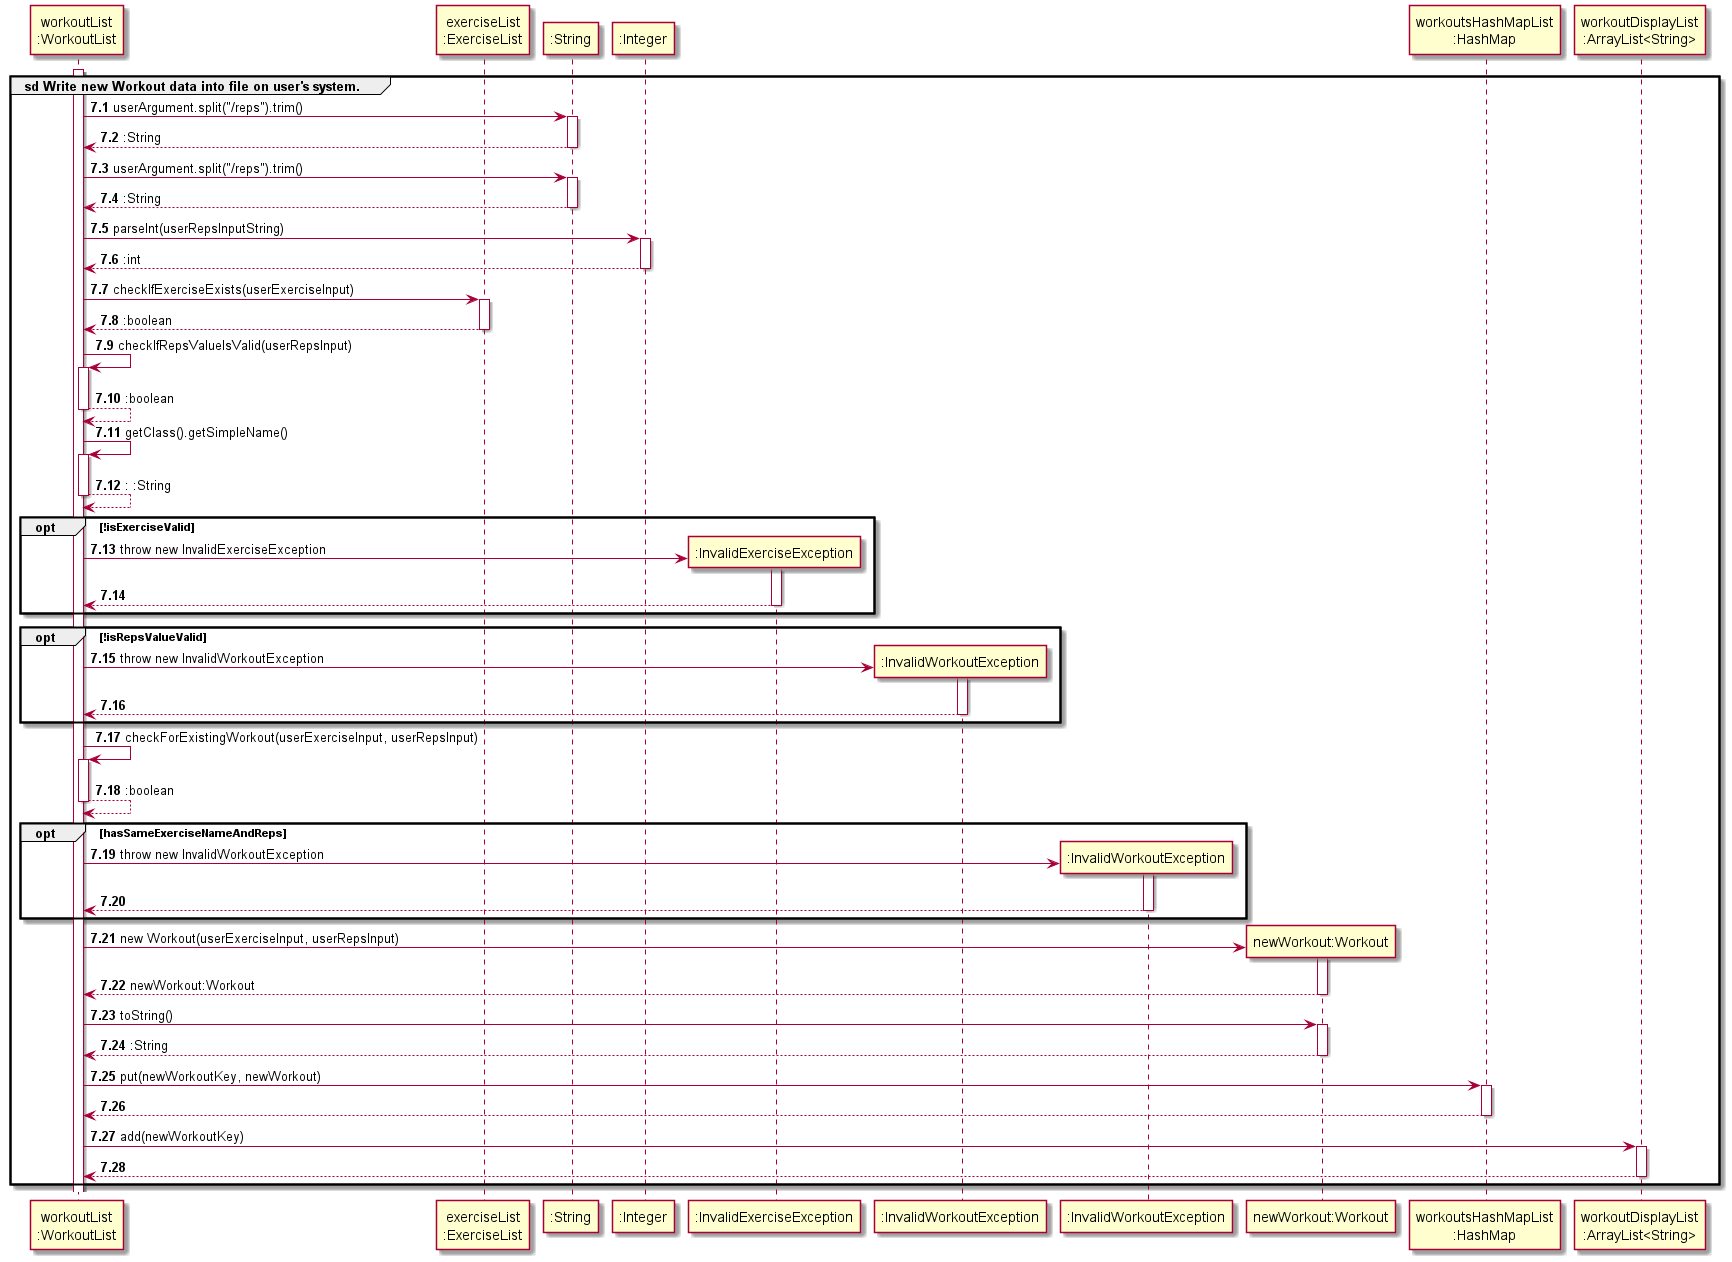 workoutList
:WorkoutList
exerciseList
:ExerciseList
:String
:Integer
workoutsHashMapList
:HashMap
workoutDisplayList
:ArrayList<String>
sd Write new Workout data into file on user's system.
7.1 userArgument.split("/reps").trim()
7.2 :String
7.3 userArgument.split("/reps").trim()
7.4 :String
7.5 parseInt(userRepsInputString)
7.6 :int
7.7 checkIfExerciseExists(userExerciseInput)
7.8 :boolean
7.9 checkIfRepsValueIsValid(userRepsInput)
7.10 :boolean
7.11 getClass().getSimpleName()
7.12 : :String
opt [!isExerciseValid]
7.13 throw new InvalidExerciseException
:InvalidExerciseException
7.14
opt [!isRepsValueValid]
7.15 throw new InvalidWorkoutException
:InvalidWorkoutException
7.16
7.17 checkForExistingWorkout(userExerciseInput, userRepsInput)
7.18 :boolean
opt [hasSameExerciseNameAndReps]
7.19 throw new InvalidWorkoutException
:InvalidWorkoutException
7.20
7.21 new Workout(userExerciseInput, userRepsInput)
newWorkout:Workout
7.22 newWorkout:Workout
7.23 toString()
7.24 :String
7.25 put(newWorkoutKey, newWorkout)
7.26
7.27 add(newWorkoutKey)
7.28
workoutList
:WorkoutList
exerciseList
:ExerciseList
:String
:Integer
:InvalidExerciseException
:InvalidWorkoutException
:InvalidWorkoutException
newWorkout:Workout
workoutsHashMapList
:HashMap
workoutDisplayList
:ArrayList<String>